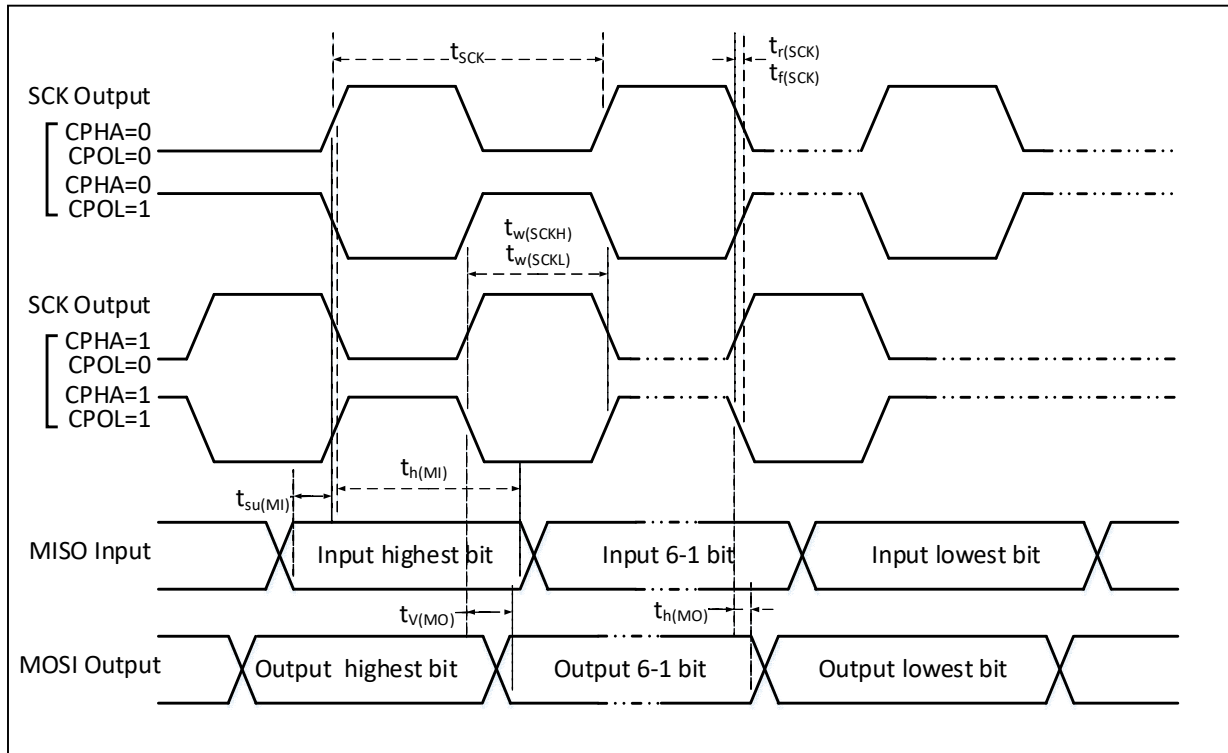 tSCK
tr(SCK)
tf(SCK)
SCK Output
CPHA=0
CPOL=0
CPHA=0
CPOL=1
tw(SCKH)
tw(SCKL)
SCK Output
CPHA=1
CPOL=0
CPHA=1
CPOL=1
th(MI)
tsu(MI)
MISO Input
Input highest bit
Input 6-1 bit
Input lowest bit
tV(MO)
th(MO)
MOSI Output
Output highest bit
Output 6-1 bit
Output lowest bit